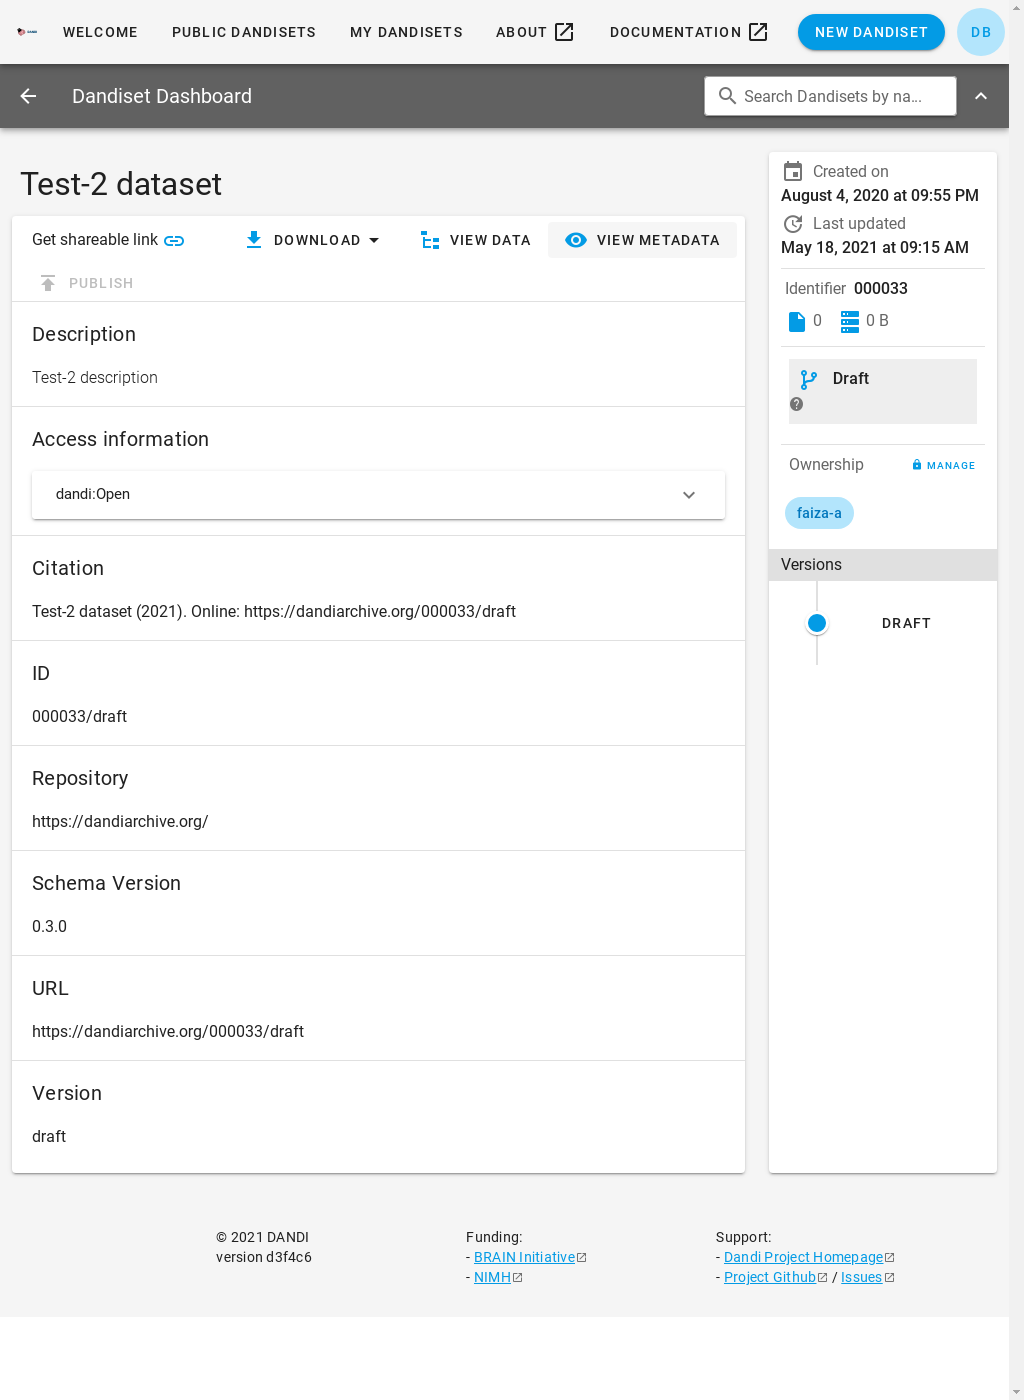 WELCOME PUBLIC DANDISETS MY DANDISETS ABOUT DOCUMENTATION NEW DANDISET DB
Dandiset Dashboard Search Dandisets by na...
Test-2 dataset
Get shareable link DOWNLOAD VIEW DATA VIEW METADATA
PUBLISH
Description
Test-2 description
Access information
dandi:Open
Citation
Test-2 dataset (2021). Online: https://dandiarchive.org/000033/draft
ID
000033/draft
Repository
https://dandiarchive.org/
Schema Version
0.3.0
URL
https://dandiarchive.org/000033/draft
Version
draft
Created on
August 4, 2020 at 09:55 PM
Last updated
May 18, 2021 at 09:15 AM
Identifier 000033
0 0 B
Draft
Ownership MANAGE
faiza-a
Versions
DRAFT
© 2021 DANDI
version d3f4c6
Funding:
- BRAIN Initiative
- NIMH
Support:
- Dandi Project Homepage
- Project Github / Issues